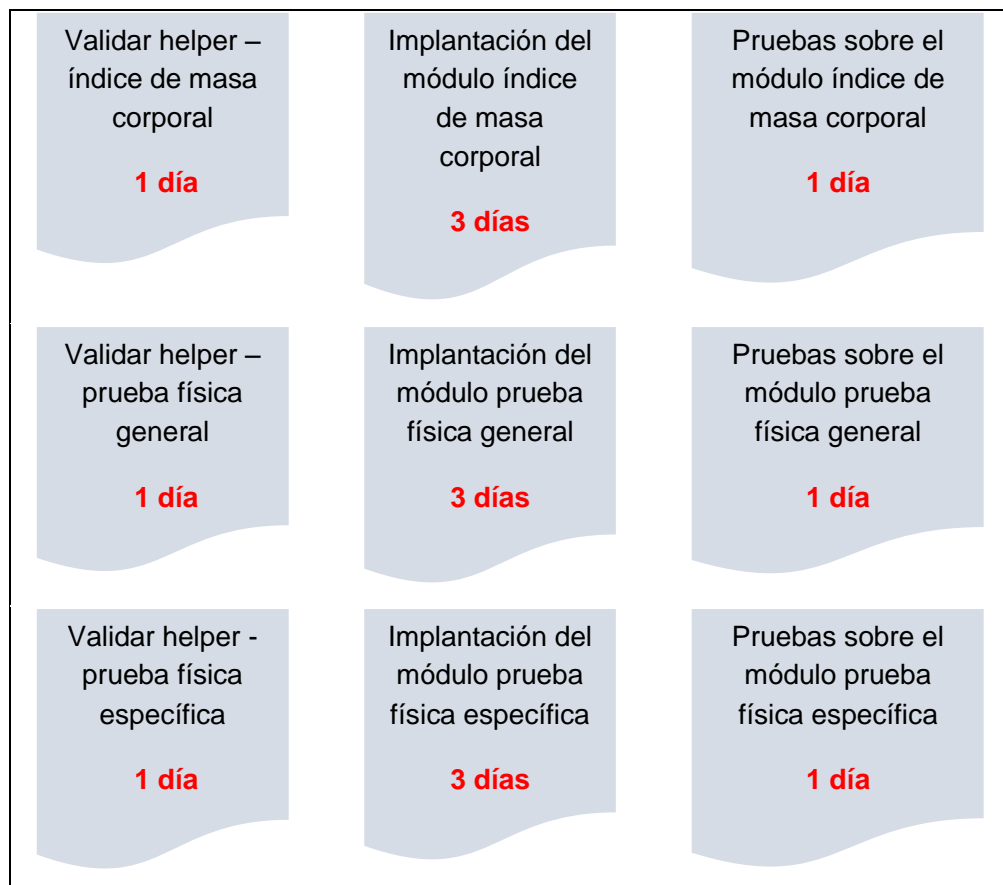 Validar helper –
índice de masa
corporal
1 día
Implantación del
módulo índice
de masa
corporal
3 días
Pruebas sobre el
módulo índice de
masa corporal
1 día
Validar helper –
prueba física
general
1 día
Implantación del
módulo prueba
física general
3 días
Pruebas sobre el
módulo prueba
física general
1 día
Validar helper -
prueba física
específica
1 día
Implantación del
módulo prueba
física específica
3 días
Pruebas sobre el
módulo prueba
física específica
1 día